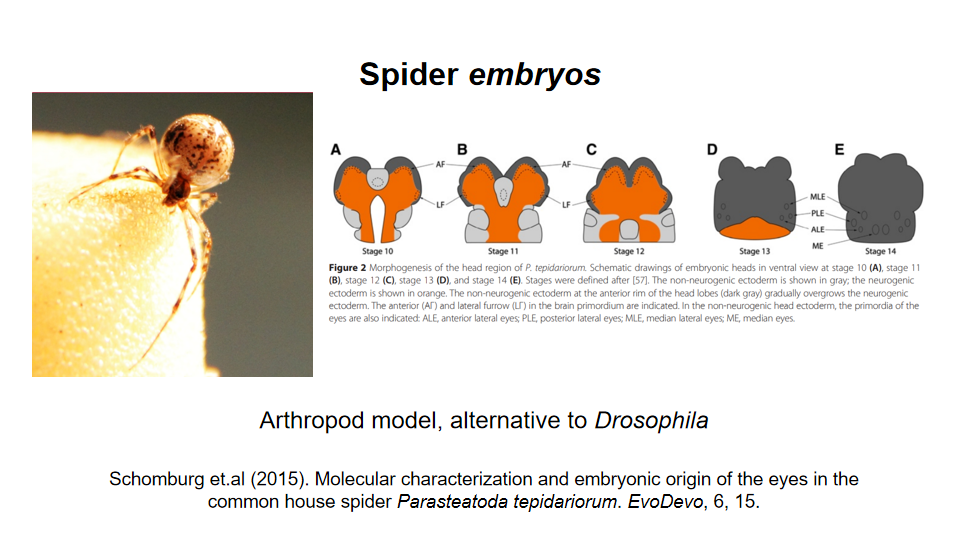 Spider embryos
A
B
C
D
E
AF
AF
LF
LF
MLE
PLE
ALE
ME
Stage 10
Stage 11
Stage 12
Stage 13
Stage 14
Figure 2 Morphogenesis of the head region of P. tepidariorum. Schematic drawings of embryonic heads in ventral view at stage 10 (A), stage 11
(B), stage 12 (C), stage 13 (D), and stage 14 (E). Stages were defined after [57]. The non-neurogenic ectoderm is shown in gray; the neurogenic
ectoderm is shown in orange. The non-neurogenic ectoderm at the anterior rim of the head lobes (dark gray) gradually overgrows the neurogenic
ectoderm. The anterior (AF) and lateral furrow (LF) in the brain primordium are indicated. In the non-neurogenic head ectoderm, the primordia of the
eyes are also indicated: ALE, anterior lateral eyes; PLE, posterior lateral eyes; MLE, median lateral eyes; ME, median eyes.
Arthropod model, alternative to Drosophila
Schomburg et.al (2015). Molecular characterization and embryonic origin of the eyes in the
common house spider Parasteatoda tepidariorum. EvoDevo, 6, 15.